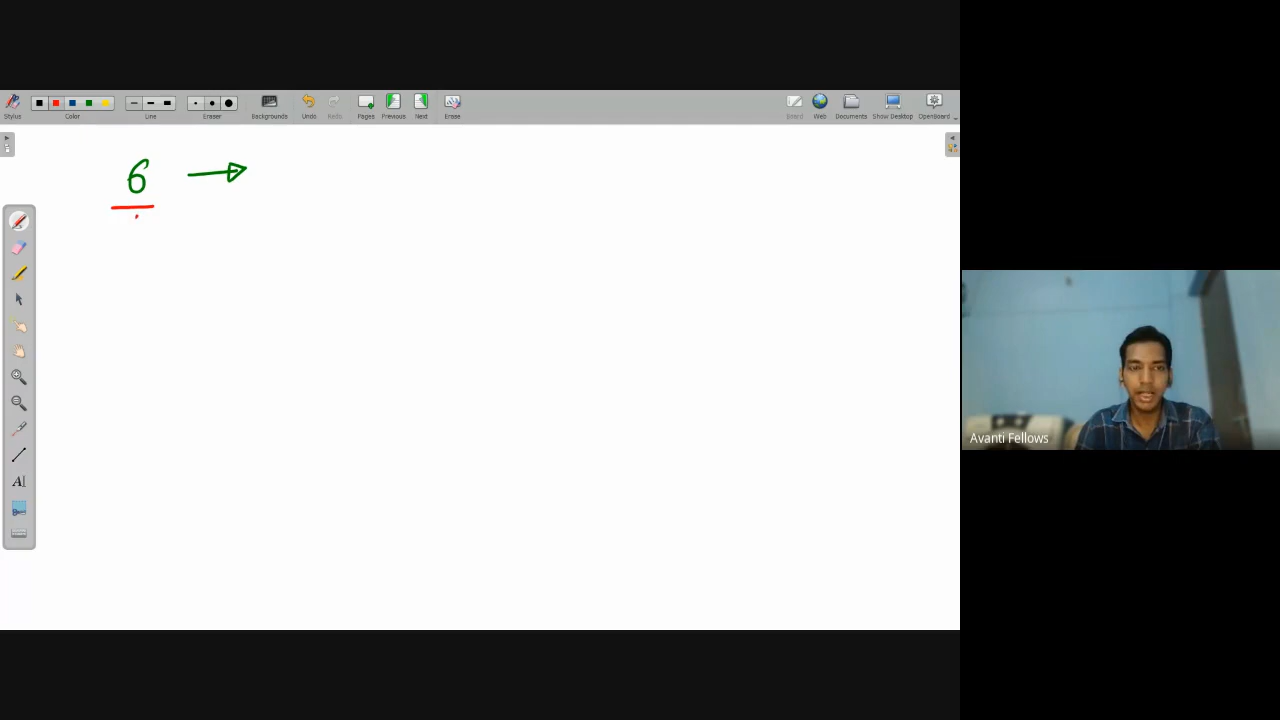 Stylus Color Line Eraser Backgrounds Undo Redo Pages Previous Next Erase Board Web Documents Show Desktop OpenBoard
6 →
AI
Avanti Fellows